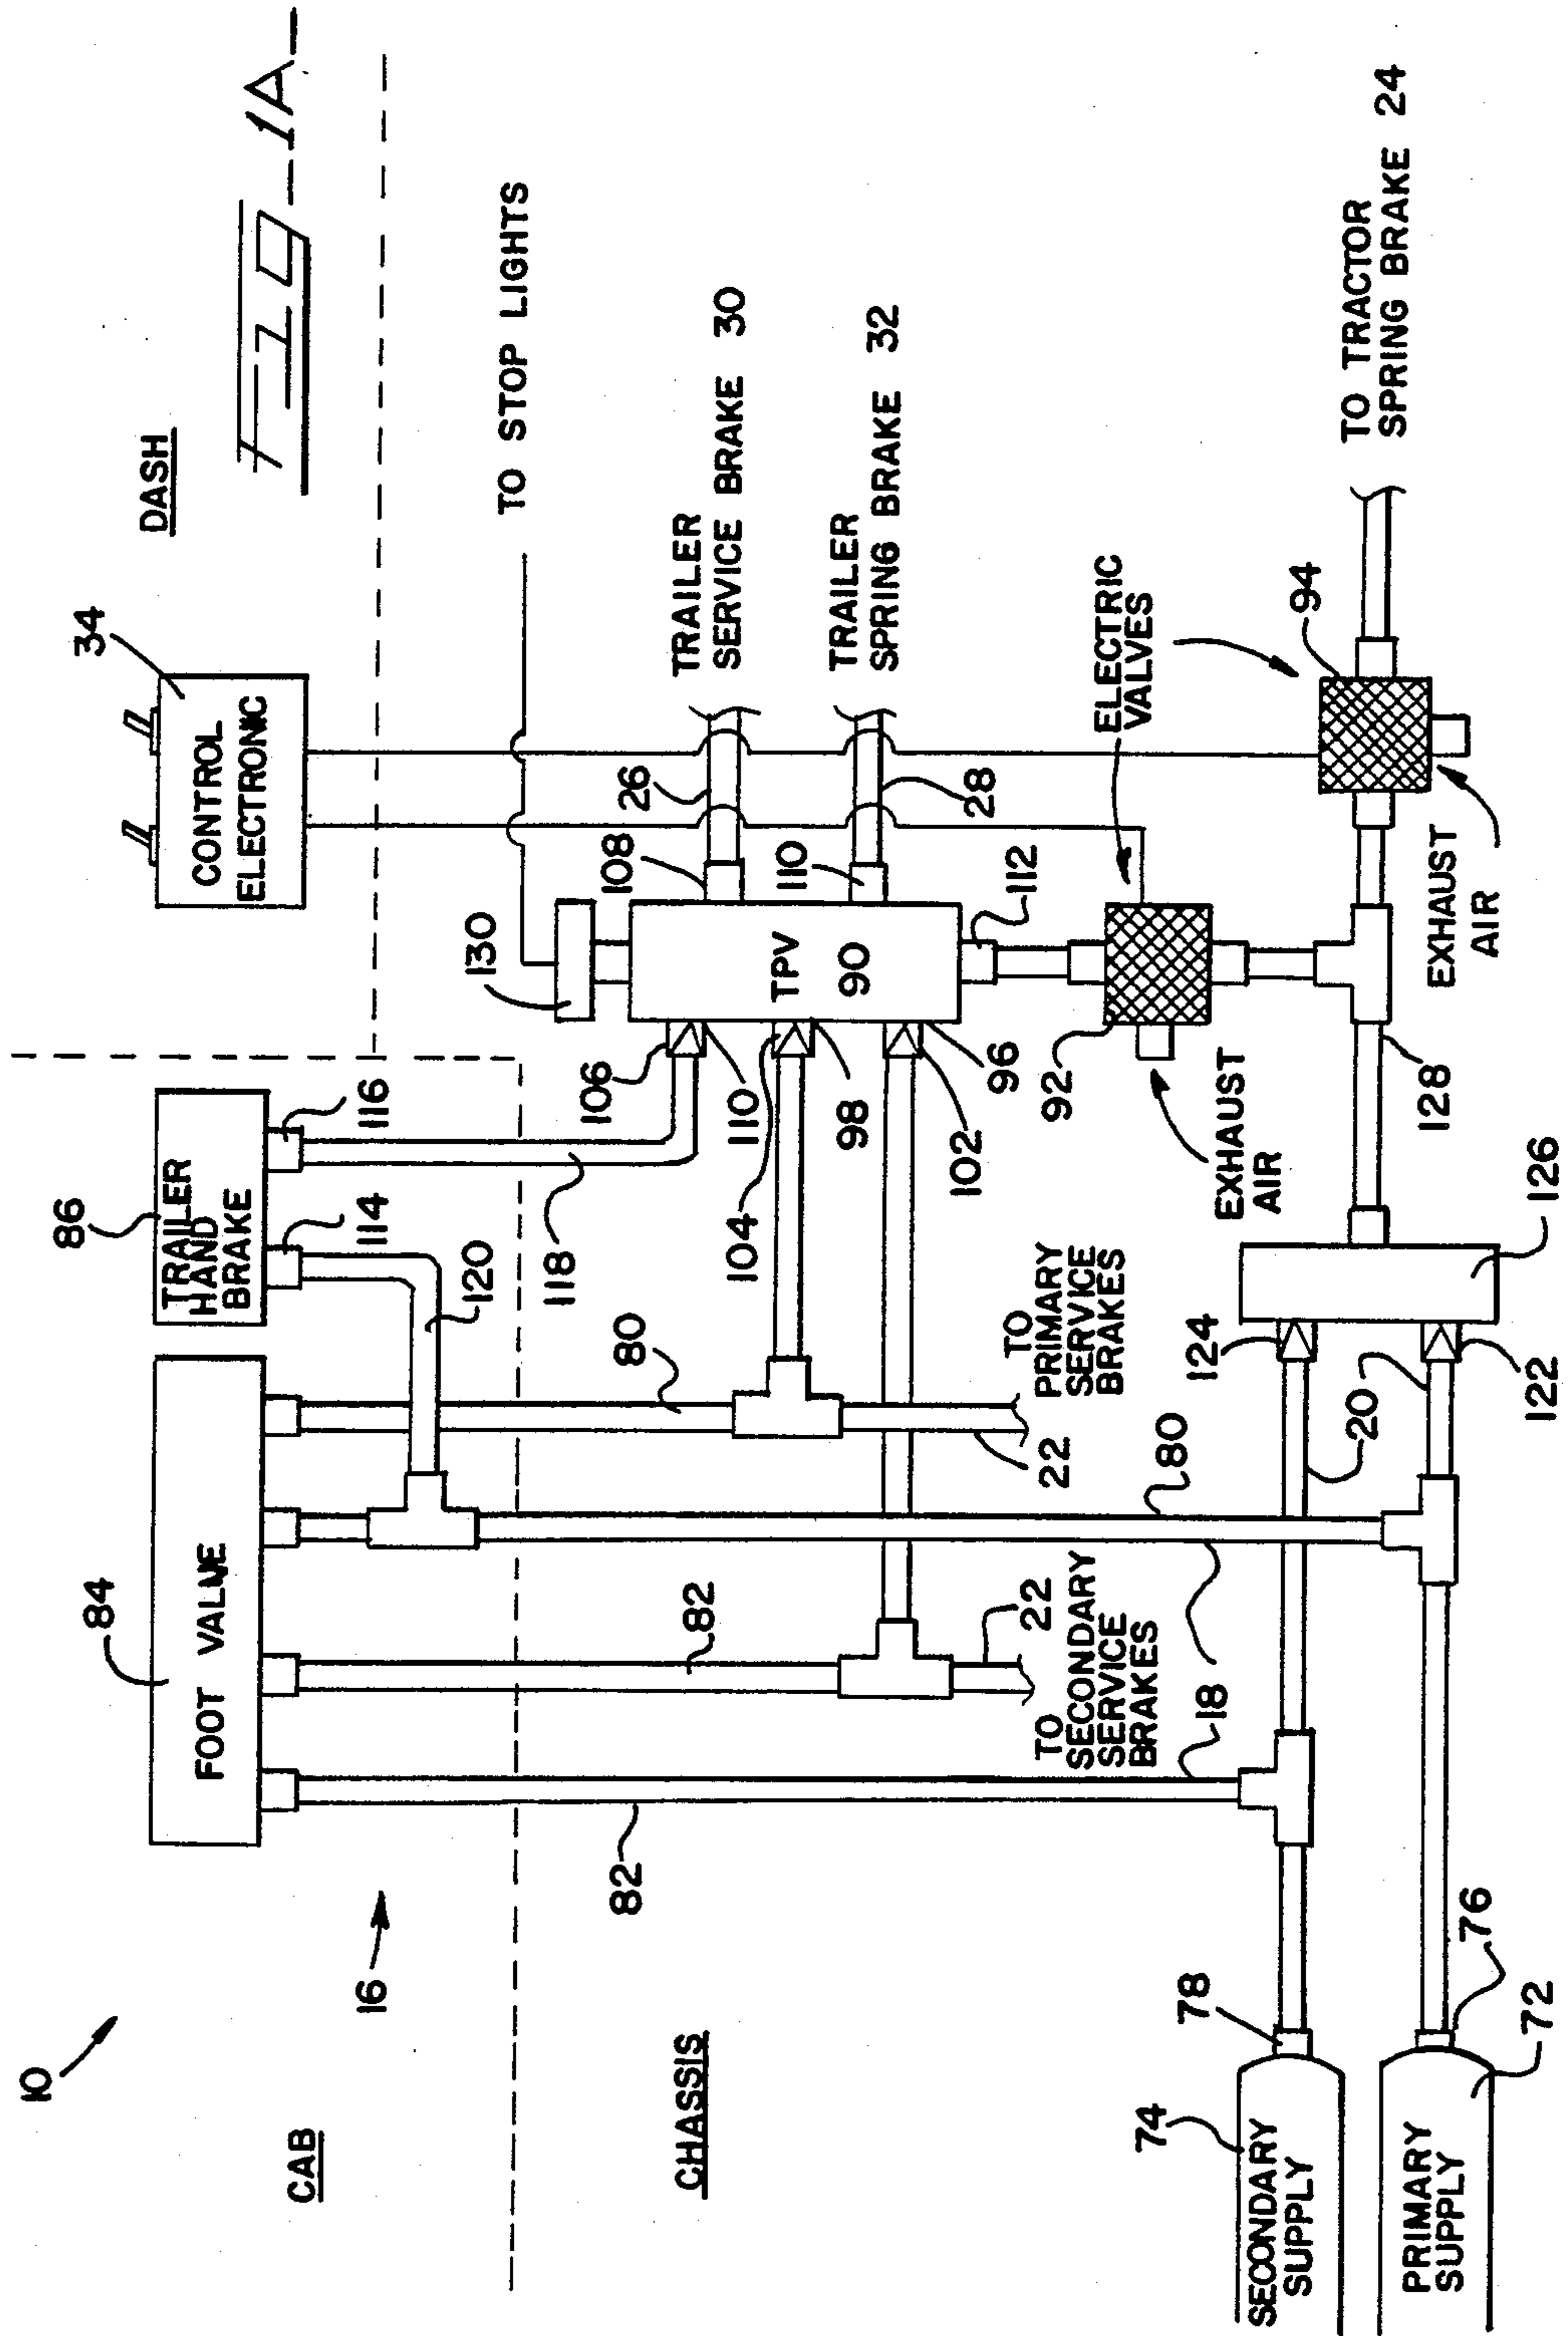 10
CAB
16
84
FOOT VALVE
86
TRAILER
HAND
BRAKE
114
116
120
118
34
CONTROL
ELECTRONIC
DASH
FIG-1A-
CHASSIS
82
82
80
130
106
110
104
98
102
96
TPV
90
108
26
110
28
112
TO STOP LIGHTS
TRAILER
SERVICE BRAKE 30
TRAILER
SPRING BRAKE 32
22
TO
SECONDARY
SERVICE
BRAKES
22
TO
PRIMARY
SERVICE
BRAKES
18
80
20
92
EXHAUST
AIR
ELECTRIC
VALVES
94
EXHAUST
AIR
TO TRACTOR
SPRING BRAKE 24
74
SECONDARY
SUPPLY
78
124
126
128
PRIMARY
SUPPLY
72
76
122